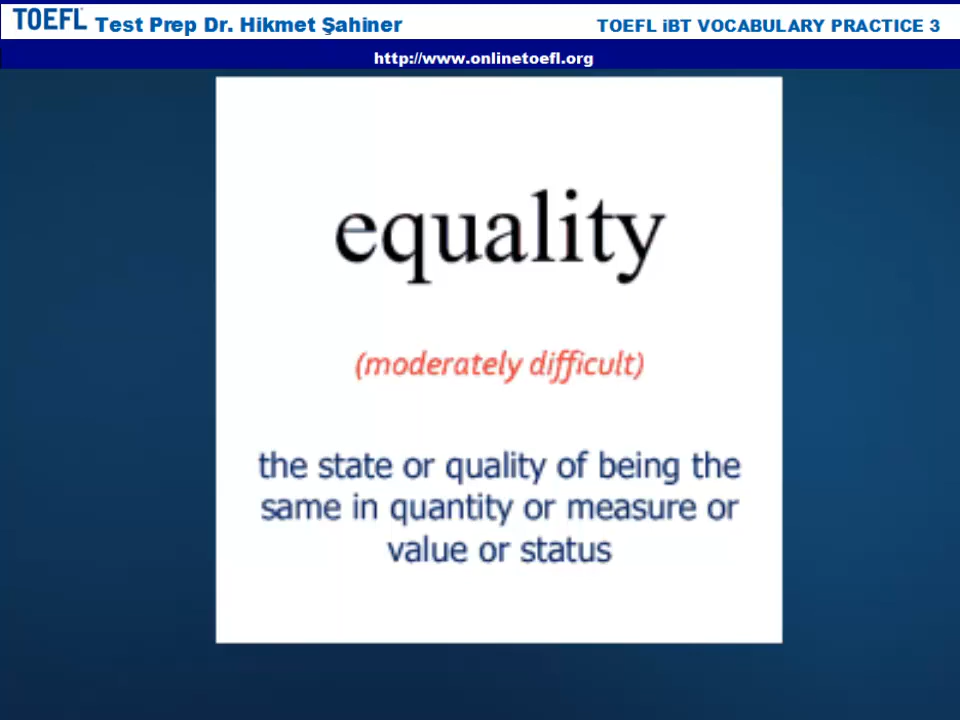 TOEFL Test Prep Dr. Hikmet Şahiner TOEFL iBT VOCABULARY PRACTICE 3
http://www.onlinetoefl.org
equality
(moderately difficult)
the state or quality of being the
same in quantity or measure or
value or status